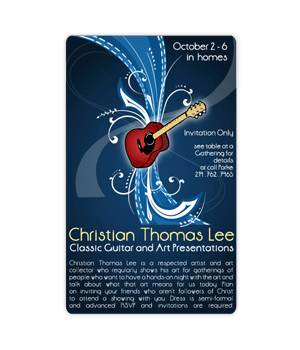 October 2 - 6
in homes
Invitation Only
see table at a
Gathering for
details
or call Parke
219 . 762 . 7465
Christian Thomas Lee
Classic Guitar and Art Presentations
Christian Thomas Lee is a respected artist and art
collector who regularly shows his art for gatherings of
people who want to have a hands-on night with the art and
talk about what that art means for us today Plan
on inviting your friends who aren't followers of Christ
to attend a showing with you Dress is semi-formal
and advanced RSVP and invitations are required.